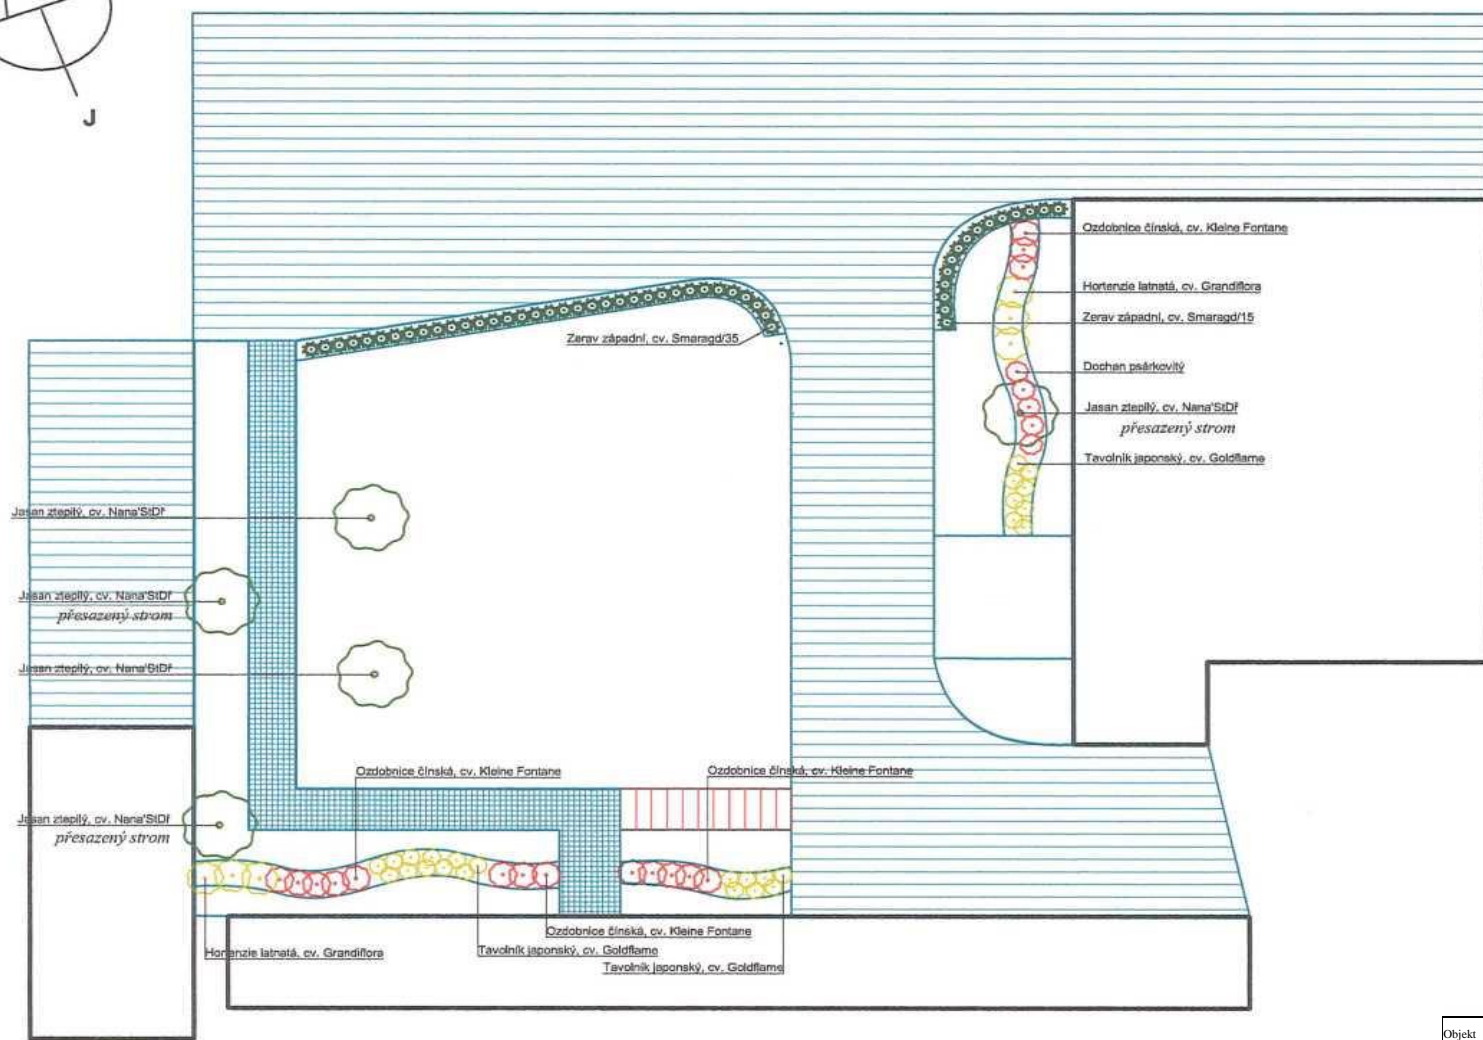 J
Ozdobnice čínská, cv. Kleine Fontane
Hortenzie latnatá, cv. Grandiflora
Zerav západní, cv. Smaragd/15
Zerav západní, cv. Smaragd/35
Dochan psárkovitý
Jasan ztepilý, cv. Nana'StDř
přesazený strom
Tavolník japonský, cv. Goldflame
Jasan ztepilý, cv. Nana'StDř
Jasan ztepilý, cv. Nana'StDř
přesazený strom
Jasan ztepilý, cv. Nana'StDř
Ozdobnice čínská, cv. Kleine Fontane
Ozdobnice čínská, cv. Kleine Fontane
Jasan ztepilý, cv. Nana'StDř
přesazený strom
Ozdobnice čínská, cv. Kleine Fontane
Hortenzie latnatá, cv. Grandiflora
Tavolník japonský, cv. Goldflame
Tavolník japonský, cv. Goldflame
Objekt